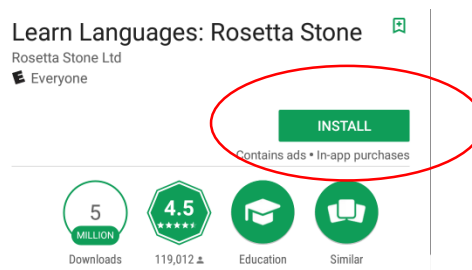 Learn Languages: Rosetta Stone
Rosetta Stone Ltd
E Everyone
INSTALL
Contains ads • In-app purchases
5
MILLION
4.5
Downloads
119,012
Education
Similar